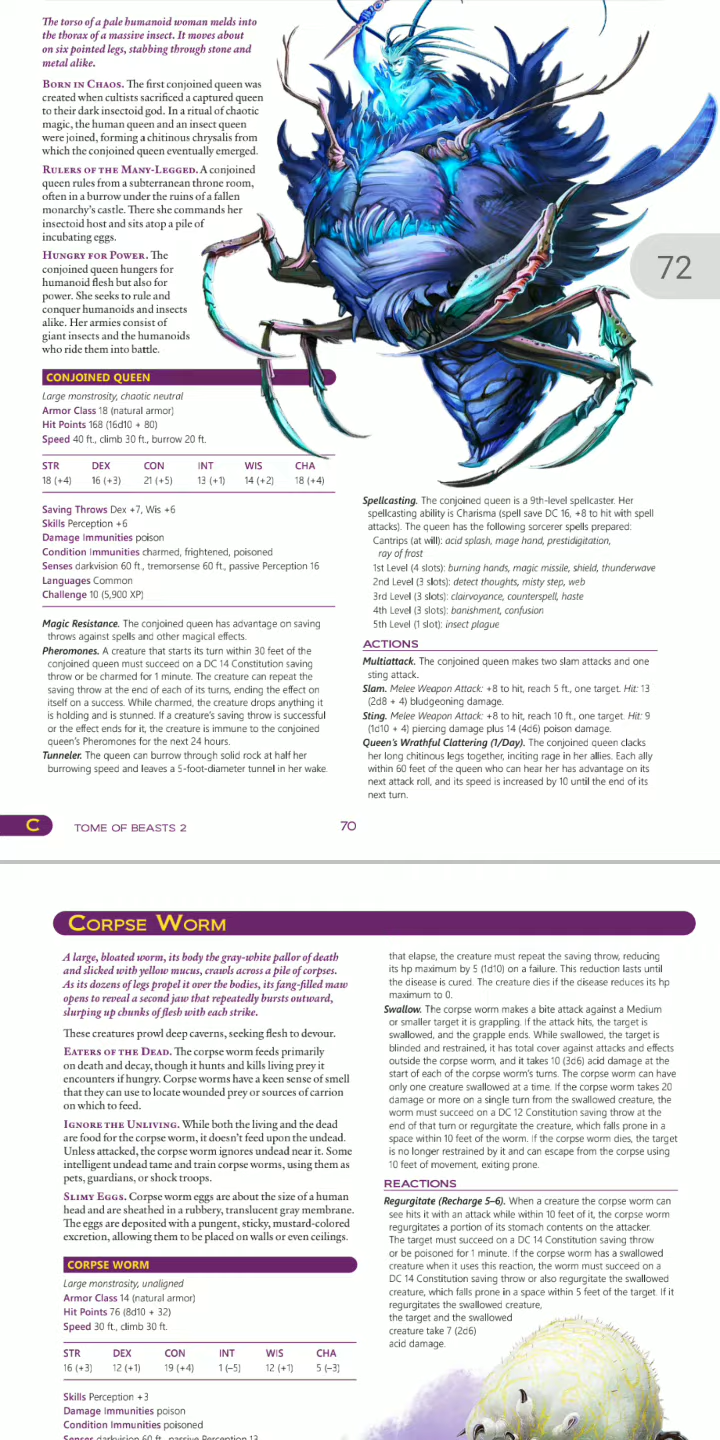 The torso of a pale humanoid woman melds into
the thorax of a massive insect. It moves about
on six pointed legs, stabbing through stone and
metal alike.
Born in Chaos. The first conjoined queen was
created when cultists sacrificed a captured queen
to their dark insectoid god. In a ritual of chaotic
magic, the human queen and an insect queen
were joined, forming a chitinous chrysalis from
which the conjoined queen eventually emerged.
Rulers of the Many-Legged. A conjoined
queen rules from a subterranean throne room,
often in a burrow under the ruins of a fallen
monarchy's castle. There she commands her
insectoid host and sits atop a pile of
incubating eggs.
Hungry for Power. The
conjoined queen hungers for
humanoid flesh but also for
power. She seeks to rule and
conquer humanoids and insects
alike. Her armies consist of
giant insects and the humanoids
who ride them into battle.
72
CONJOINED QUEEN
Large monstrosity, chaotic neutral
Armor Class 18 (natural armor)
Hit Points 168 (16d10 + 80)
Speed 40 ft., climb 30 ft., burrow 20 ft.
STR DEX CON INT WIS CHA
18 (+4) 16 (+3) 21 (+5) 13 (+1) 14 (+2) 18 (+4)
Saving Throws Dex +7, Wis +6
Skills Perception +6
Damage Immunities poison
Condition Immunities charmed, frightened, poisoned
Senses darkvision 60 ft., tremorsense 60 ft., passive Perception 16
Languages Common
Challenge 10 (5,900 XP)
Magic Resistance. The conjoined queen has advantage on saving
throws against spells and other magical effects.
Pheromones. A creature that starts its turn within 30 feet of the
conjoined queen must succeed on a DC 14 Constitution saving
throw or be charmed for 1 minute. The creature can repeat the
saving throw at the end of each of its turns, ending the effect on
itself on a success. While charmed, the creature drops anything it
is holding and is stunned. If a creature's saving throw is successful
or the effect ends for it, the creature is immune to the conjoined
queen's Pheromones for the next 24 hours.
Tunneler. The queen can burrow through solid rock at half her
burrowing speed and leaves a 5-foot-diameter tunnel in her wake.
Spellcasting. The conjoined queen is a 9th-level spellcaster. Her
spellcasting ability is Charisma (spell save DC 16, +8 to hit with spell
attacks). The queen has the following sorcerer spells prepared:
Cantrips (at will): acid splash, mage hand, prestidigitation,
ray of frost
1st Level (4 slots): burning hands, magic missile, shield, thunderwave
2nd Level (3 slots): detect thoughts, misty step, web
3rd Level (3 slots): clairvoyance, counterspell, haste
4th Level (3 slots): banishment, confusion
5th Level (1 slot): insect plague
ACTIONS
Multiattack. The conjoined queen makes two slam attacks and one
sting attack.
Slam. Melee Weapon Attack: +8 to hit, reach 5 ft., one target. Hit: 13
(2d8 + 4) bludgeoning damage.
Sting. Melee Weapon Attack: +8 to hit, reach 10 ft., one target. Hit: 9
(1d10 + 4) piercing damage plus 14 (4d6) poison damage.
Queen's Wrathful Clattering (1/Day). The conjoined queen clacks
her long chitinous legs together, inciting rage in her allies. Each ally
within 60 feet of the queen who can hear her has advantage on its
next attack roll, and its speed is increased by 10 until the end of its
next turn.
C TOME OF BEASTS 2 70
Corpse Worm
A large, bloated worm, its body the gray-white pallor of death
and slicked with yellow mucus, crawls across a pile of corpses.
As its dozens of legs propel it over the bodies, its fang-filled maw
opens to reveal a second jaw that repeatedly bursts outward,
slurping up chunks of flesh with each strike.
These creatures prowl deep caverns, seeking flesh to devour.
Eaters of the Dead. The corpse worm feeds primarily
on death and decay, though it hunts and kills living prey it
encounters if hungry. Corpse worms have a keen sense of smell
that they can use to locate wounded prey or sources of carrion
on which to feed.
Ignore the Unliving. While both the living and the dead
are food for the corpse worm, it doesn't feed upon the undead.
Unless attacked, the corpse worm ignores undead near it. Some
intelligent undead tame and train corpse worms, using them as
pets, guardians, or shock troops.
Slimy Eggs. Corpse worm eggs are about the size of a human
head and are sheathed in a rubbery, translucent gray membrane.
The eggs are deposited with a pungent, sticky, mustard-colored
excretion, allowing them to be placed on walls or even ceilings.
CORPSE WORM
Large monstrosity, unaligned
Armor Class 14 (natural armor)
Hit Points 76 (8d10 + 32)
Speed 30 ft., climb 30 ft.
STR DEX CON INT WIS CHA
16 (+3) 12 (+1) 19 (+4) 1 (–5) 12 (+1) 5 (–3)
Skills Perception +3
Damage Immunities poison
Condition Immunities poisoned
Senses darkvision 60 ft., passive Perception 13
that elapse, the creature must repeat the saving throw, reducing
its hp maximum by 5 (1d10) on a failure. This reduction lasts until
the disease is cured. The creature dies if the disease reduces its hp
maximum to 0.
Swallow. The corpse worm makes a bite attack against a Medium
or smaller target it is grappling. If the attack hits, the target is
swallowed, and the grapple ends. While swallowed, the target is
blinded and restrained, it has total cover against attacks and effects
outside the corpse worm, and it takes 10 (3d6) acid damage at the
start of each of the corpse worm's turns. The corpse worm can have
only one creature swallowed at a time. If the corpse worm takes 20
damage or more on a single turn from the swallowed creature, the
worm must succeed on a DC 12 Constitution saving throw at the
end of that turn or regurgitate the creature, which falls prone in a
space within 10 feet of the worm. If the corpse worm dies, the target
is no longer restrained by it and can escape from the corpse using
10 feet of movement, exiting prone.
REACTIONS
Regurgitate (Recharge 5–6). When a creature the corpse worm can
see hits it with an attack while within 10 feet of it, the corpse worm
regurgitates a portion of its stomach contents on the attacker.
The target must succeed on a DC 14 Constitution saving throw
or be poisoned for 1 minute. If the corpse worm has a swallowed
creature when it uses this reaction, the worm must succeed on a
DC 14 Constitution saving throw or also regurgitate the swallowed
creature, which falls prone in a space within 5 feet of the target. If it
regurgitates the swallowed creature,
the target and the swallowed
creature take 7 (2d6)
acid damage.